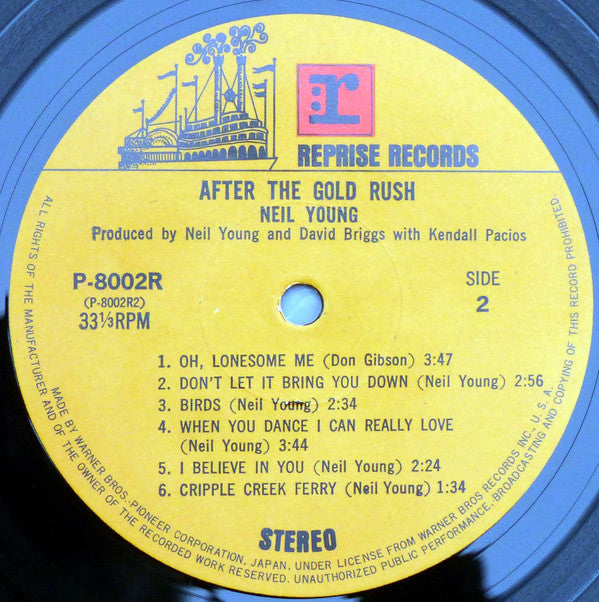 r
REPRISE RECORDS
AFTER THE GOLD RUSH
NEIL YOUNG
Produced by Neil Young and David Briggs with Kendall Pacios
P-8002R
(P-8002R2)
33⅓RPM
SIDE
2
1. OH, LONESOME ME (Don Gibson) 3:47
2. DON'T LET IT BRING YOU DOWN (Neil Young) 2:56
3. BIRDS (Neil Young) 2:34
4. WHEN YOU DANCE I CAN REALLY LOVE
(Neil Young) 3:44
5. I BELIEVE IN YOU (Neil Young) 2:24
6. CRIPPLE CREEK FERRY (Neil Young) 1:34
STEREO
MADE BY WARNER BROS.-PIONEER CORPORATION, JAPAN, UNDER LICENSE FROM WARNER BROS RECORDS INC., U.S.A.
ALL RIGHTS OF THE MANUFACTURER AND OF THE OWNER OF THE RECORDED WORK RESERVED. UNAUTHORIZED PUBLIC PERFORMANCE, BROADCASTING AND COPYING OF THIS RECORD PROHIBITED